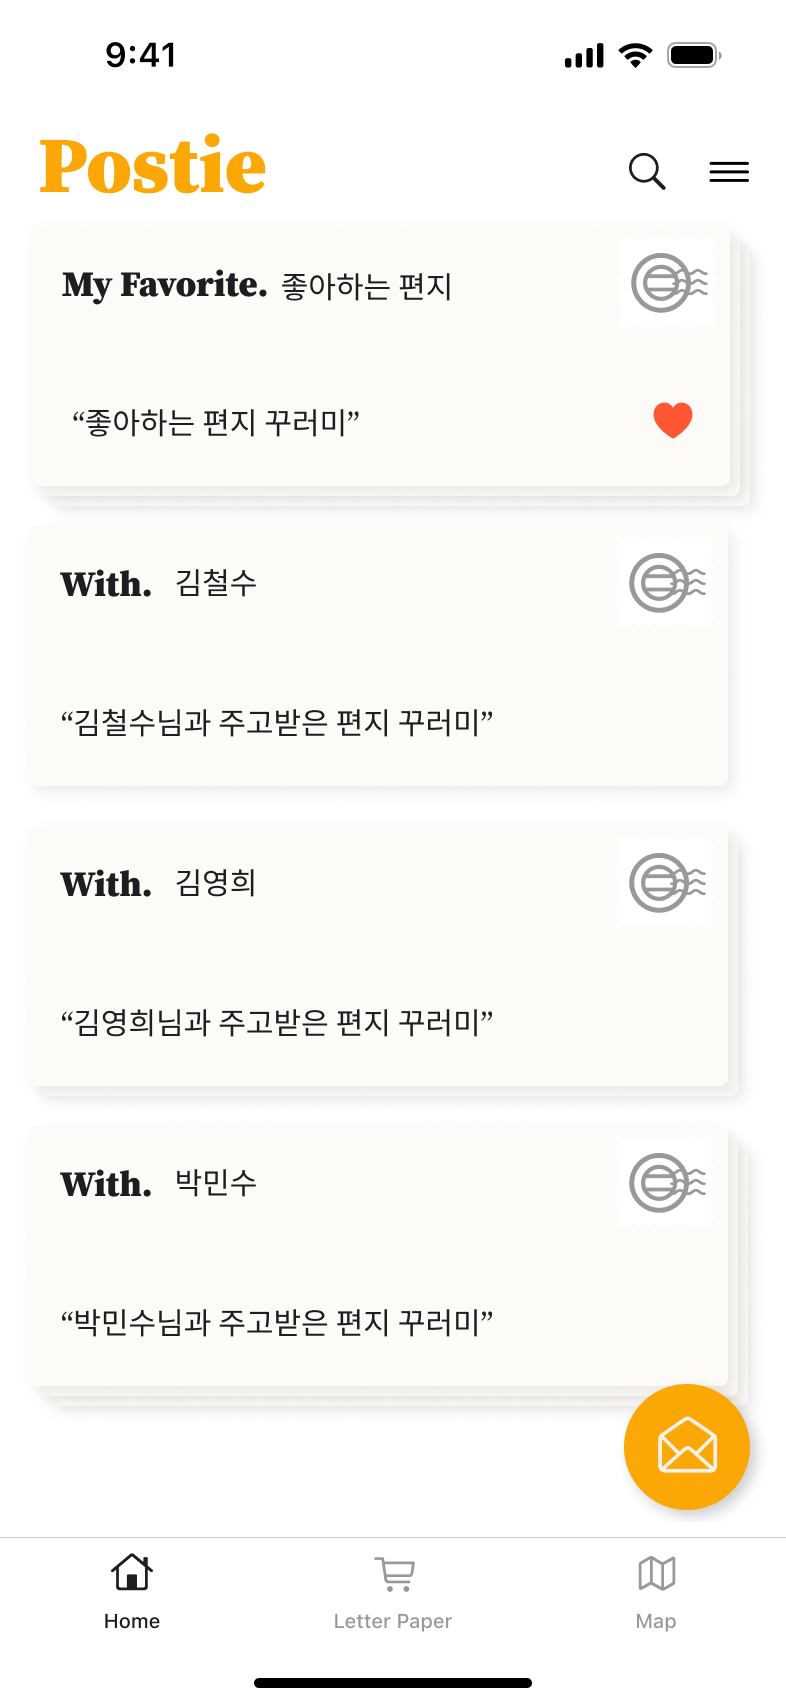 9:41
Postie
My Favorite. 좋아하는 편지
“좋아하는 편지 꾸러미”
With. 김철수
“김철수님과 주고받은 편지 꾸러미”
With. 김영희
“김영희님과 주고받은 편지 꾸러미”
With. 박민수
“박민수님과 주고받은 편지 꾸러미”
Home
Letter Paper
Map